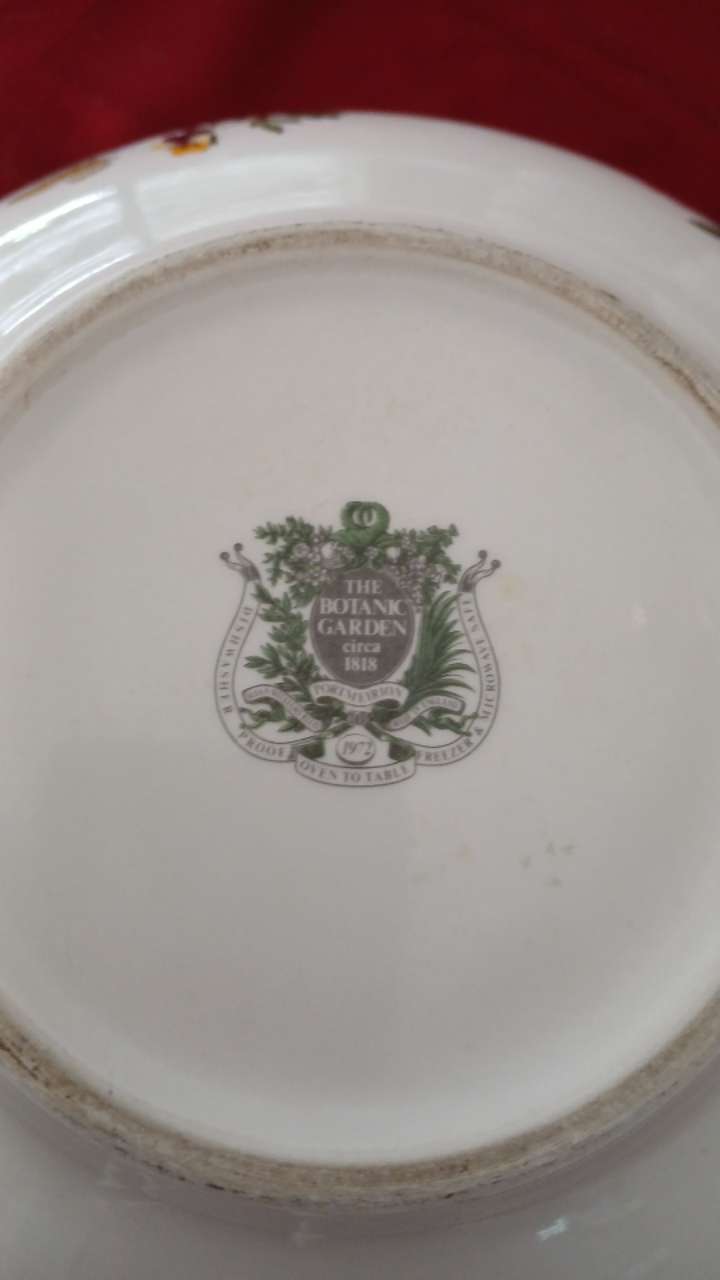 THE
BOTANIC
GARDEN
circa
1818
PORTMEIRION
1972
DISHWASHER PROOF
OVEN TO TABLE
FREEZER & MICROWAVE SAFE